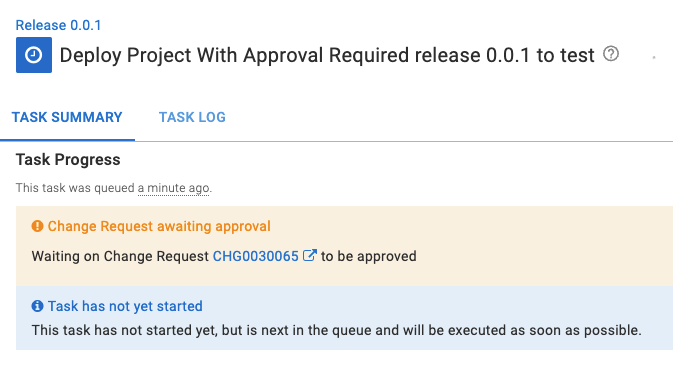 Release 0.0.1
Deploy Project With Approval Required release 0.0.1 to test ?
TASK SUMMARY TASK LOG
Task Progress
This task was queued a minute ago.
Change Request awaiting approval
Waiting on Change Request CHG0030065 to be approved
Task has not yet started
This task has not started yet, but is next in the queue and will be executed as soon as possible.